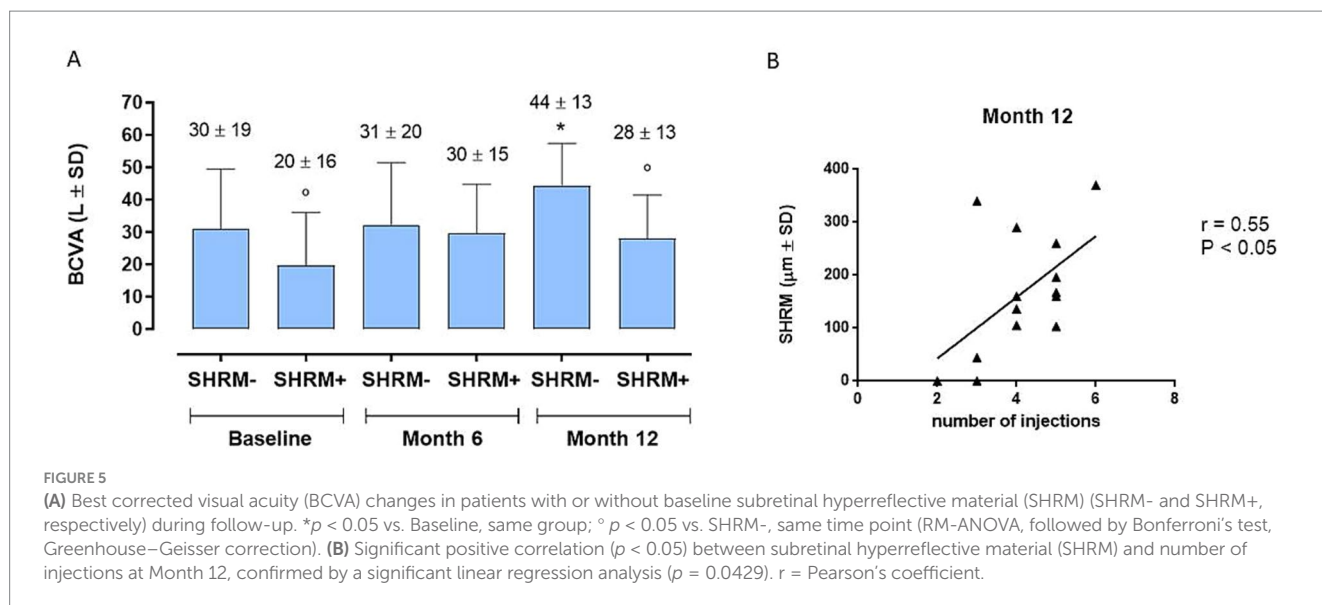 A
BCVA (L ± SD)
70
60
50
40
30
20
10
0
30 ± 19
20 ± 16
°
31 ± 20
30 ± 15
44 ± 13
*
28 ± 13
°
SHRM- SHRM+ SHRM- SHRM+ SHRM- SHRM+
Baseline Month 6 Month 12
B
Month 12
SHRM (µm ± SD)
400
300
200
100
0
0 2 4 6 8
number of injections
r = 0.55
P < 0.05
FIGURE 5
(A) Best corrected visual acuity (BCVA) changes in patients with or without baseline subretinal hyperreflective material (SHRM) (SHRM- and SHRM+,
respectively) during follow-up. *p < 0.05 vs. Baseline, same group; ° p < 0.05 vs. SHRM-, same time point (RM-ANOVA, followed by Bonferroni's test,
Greenhouse–Geisser correction). (B) Significant positive correlation (p < 0.05) between subretinal hyperreflective material (SHRM) and number of
injections at Month 12, confirmed by a significant linear regression analysis (p = 0.0429). r = Pearson's coefficient.